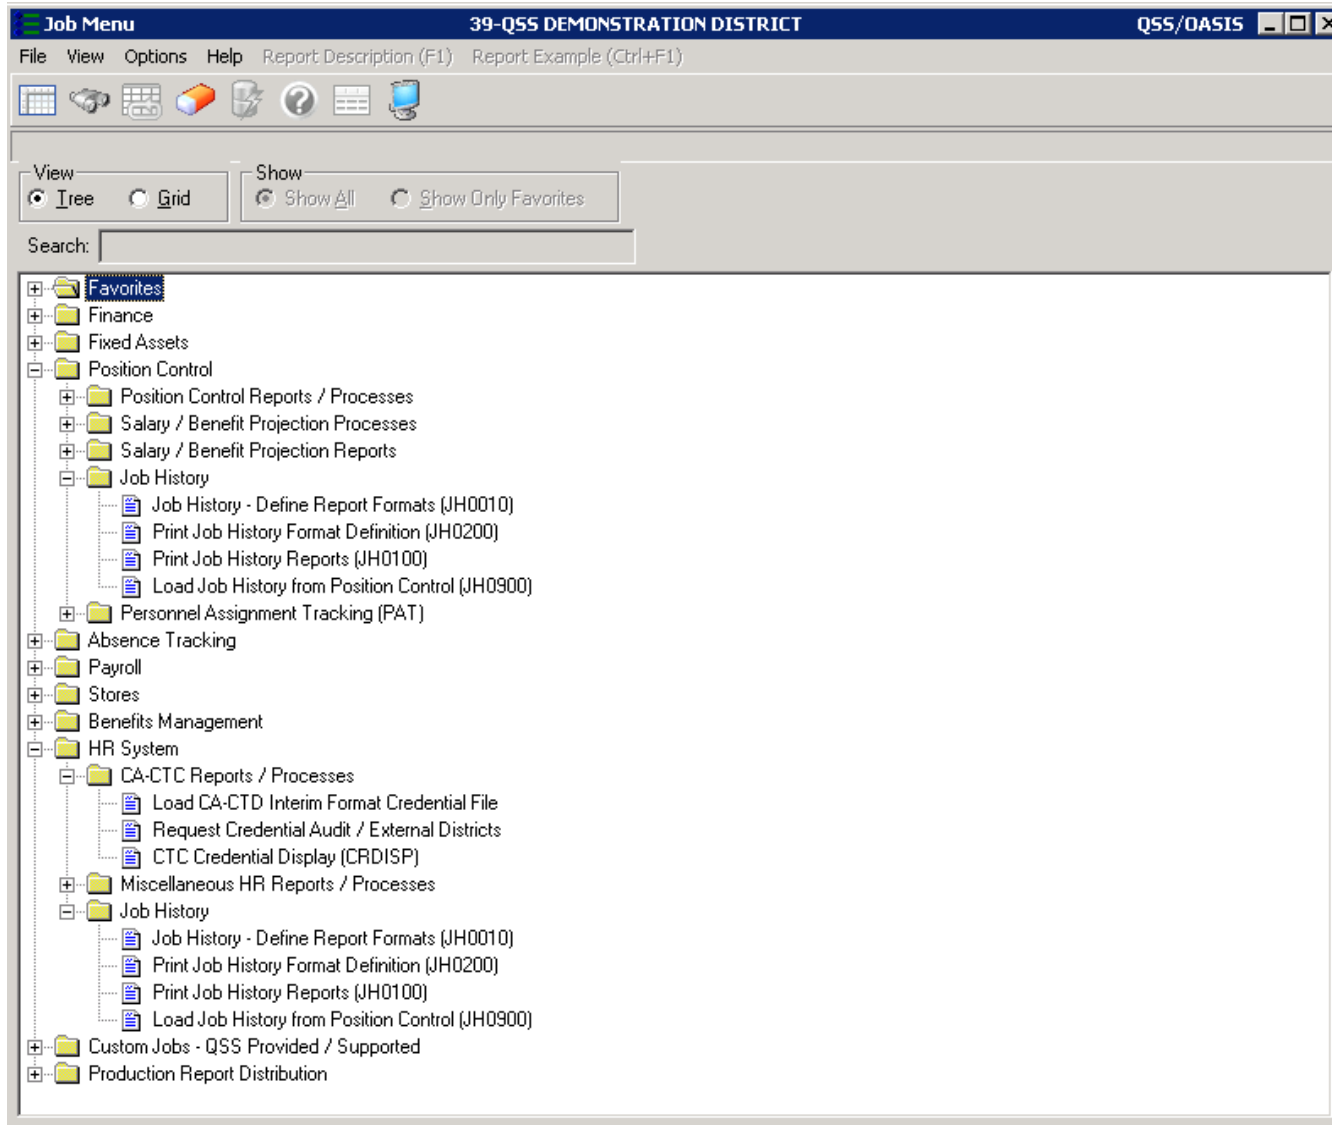 Job Menu 39-QSS DEMONSTRATION DISTRICT QSS/OASIS
File View Options Help Report Description (F1) Report Example (Ctrl+F1)
View Show
Tree Grid Show All Show Only Favorites
Search:
Favorites
Finance
Fixed Assets
Position Control
Position Control Reports / Processes
Salary / Benefit Projection Processes
Salary / Benefit Projection Reports
Job History
Job History - Define Report Formats (JH0010)
Print Job History Format Definition (JH0200)
Print Job History Reports (JH0100)
Load Job History from Position Control (JH0900)
Personnel Assignment Tracking (PAT)
Absence Tracking
Payroll
Stores
Benefits Management
HR System
CA-CTC Reports / Processes
Load CA-CTD Interim Format Credential File
Request Credential Audit / External Districts
CTC Credential Display (CRDISP)
Miscellaneous HR Reports / Processes
Job History
Job History - Define Report Formats (JH0010)
Print Job History Format Definition (JH0200)
Print Job History Reports (JH0100)
Load Job History from Position Control (JH0900)
Custom Jobs - QSS Provided / Supported
Production Report Distribution